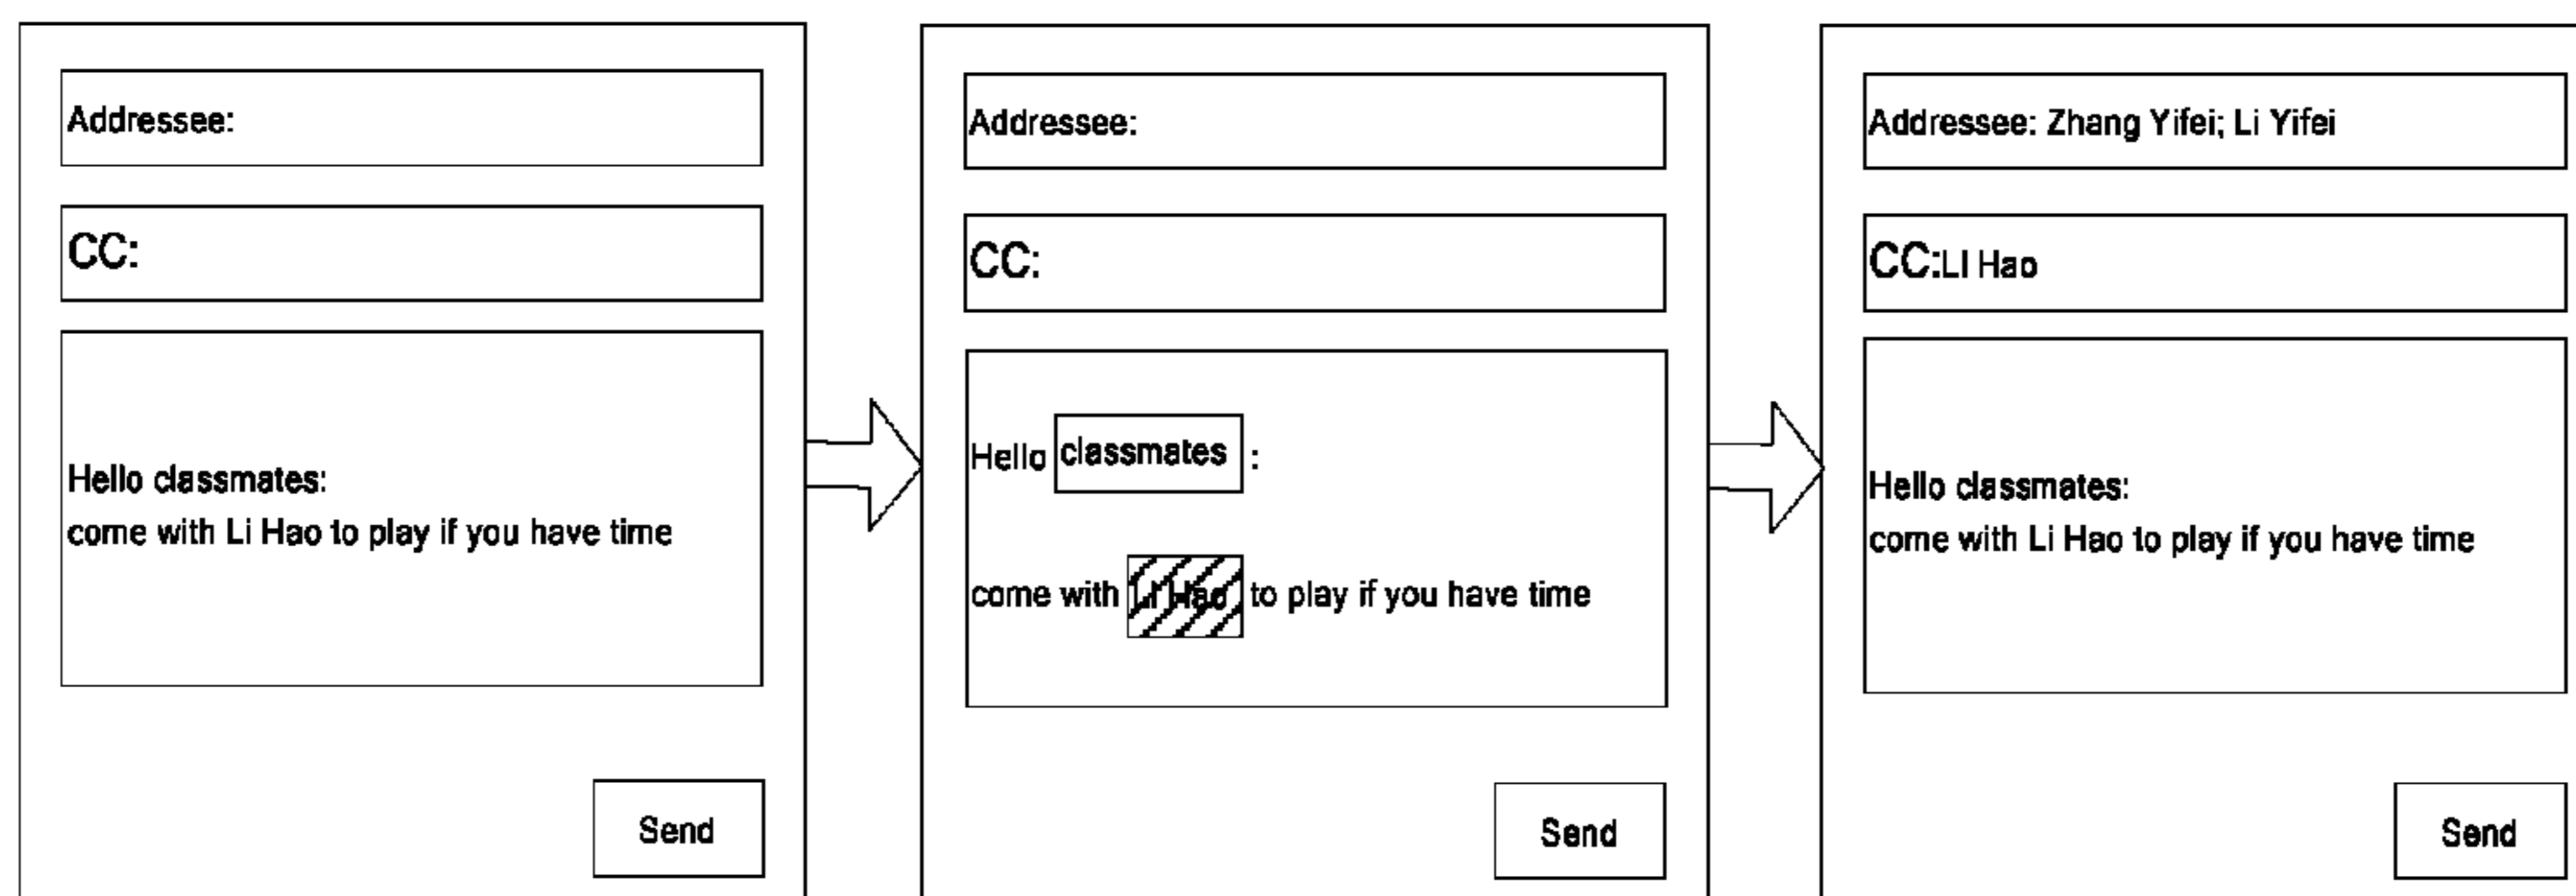 Addressee:
CC:
Hello classmates:
come with Li Hao to play if you have time
Send
Addressee:
CC:
Hello classmates :
come with Li Hao to play if you have time
Send
Addressee: Zhang Yifei; Li Yifei
CC:LI Hao
Hello classmates:
come with Li Hao to play if you have time
Send